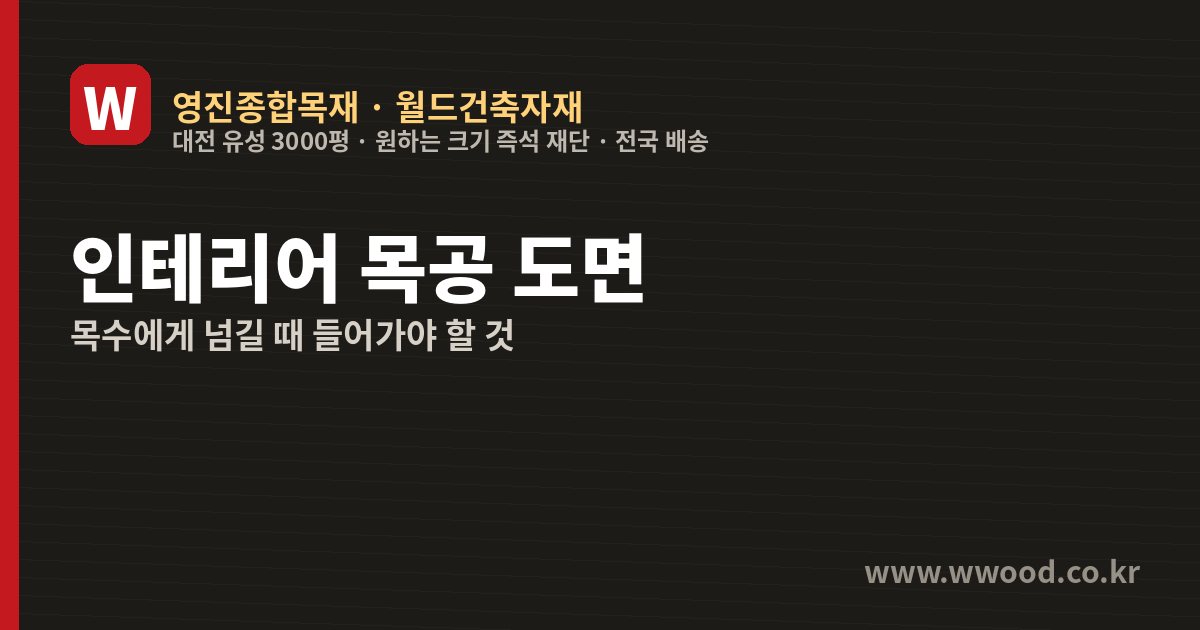 W
영진종합목재 · 월드건축자재
대전 유성 3000평 · 원하는 크기 즉석 재단 · 전국 배송
인테리어 목공 도면
목수에게 넘길 때 들어가야 할 것
www.wwood.co.kr